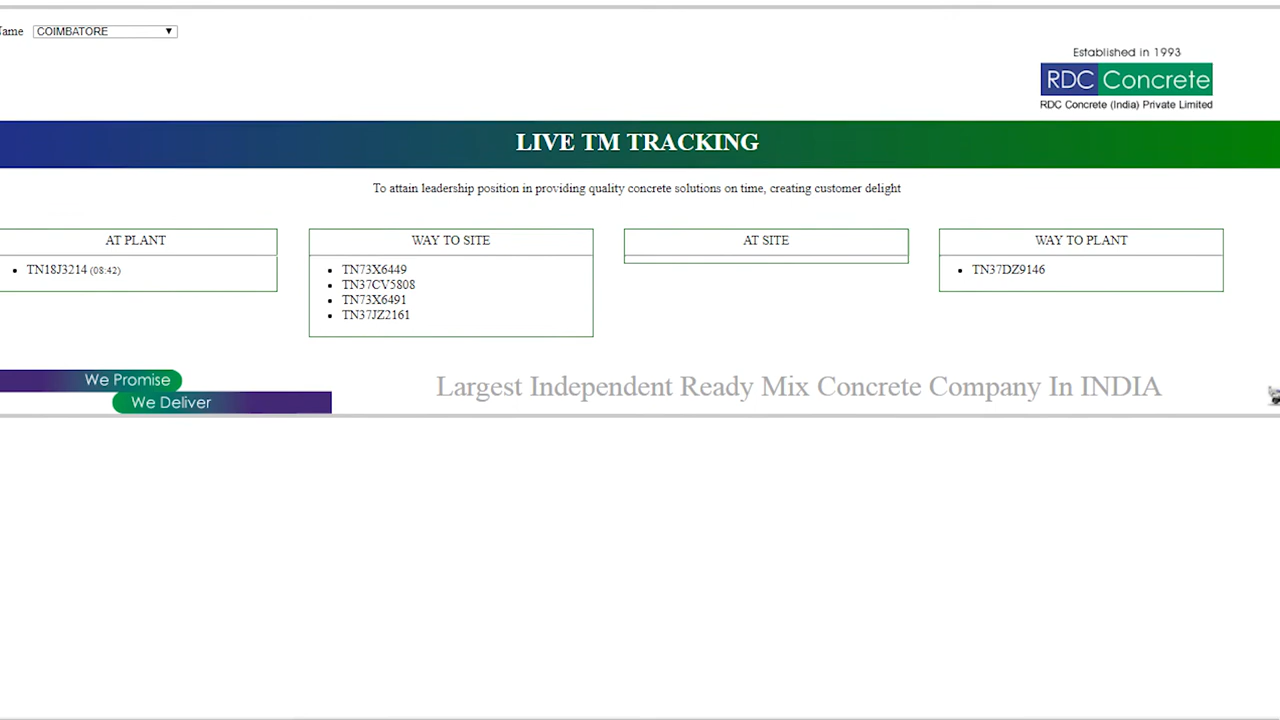 ame COIMBATORE
Established in 1993
RDC Concrete
RDC Concrete (India) Private Limited
LIVE TM TRACKING
To attain leadership position in providing quality concrete solutions on time, creating customer delight
AT PLANT
TN18J3214 (08:42)
WAY TO SITE
TN73X6449
TN37CV5808
TN73X6491
TN37JZ2161
AT SITE
WAY TO PLANT
TN37DZ9146
We Promise
We Deliver
Largest Independent Ready Mix Concrete Company In INDIA